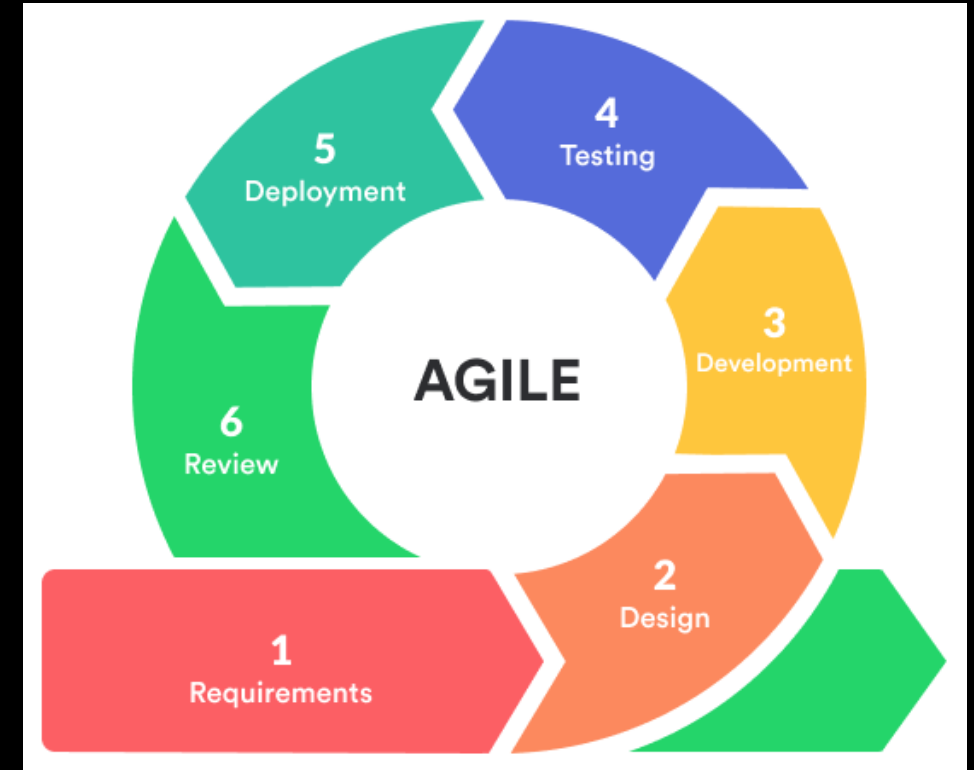 AGILE
1
Requirements
2
Design
3
Development
4
Testing
5
Deployment
6
Review